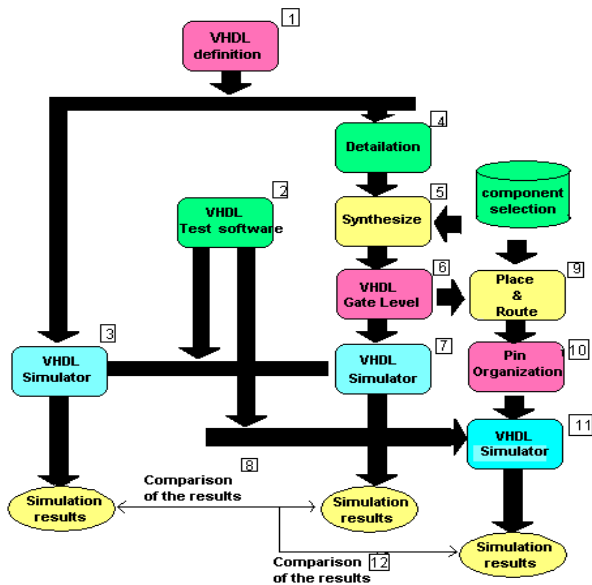 1
VHDL
definition
4
Detailation
2
VHDL
Test software
5
Synthesize
component
selection
6
VHDL
Gate Level
9
Place
&
Route
3
VHDL
Simulator
7
VHDL
Simulator
10
Pin
Organization
11
VHDL
Simulator
8
Comparison
of the results
Simulation
results
Simulation
results
12
Comparison
of the results
Simulation
results